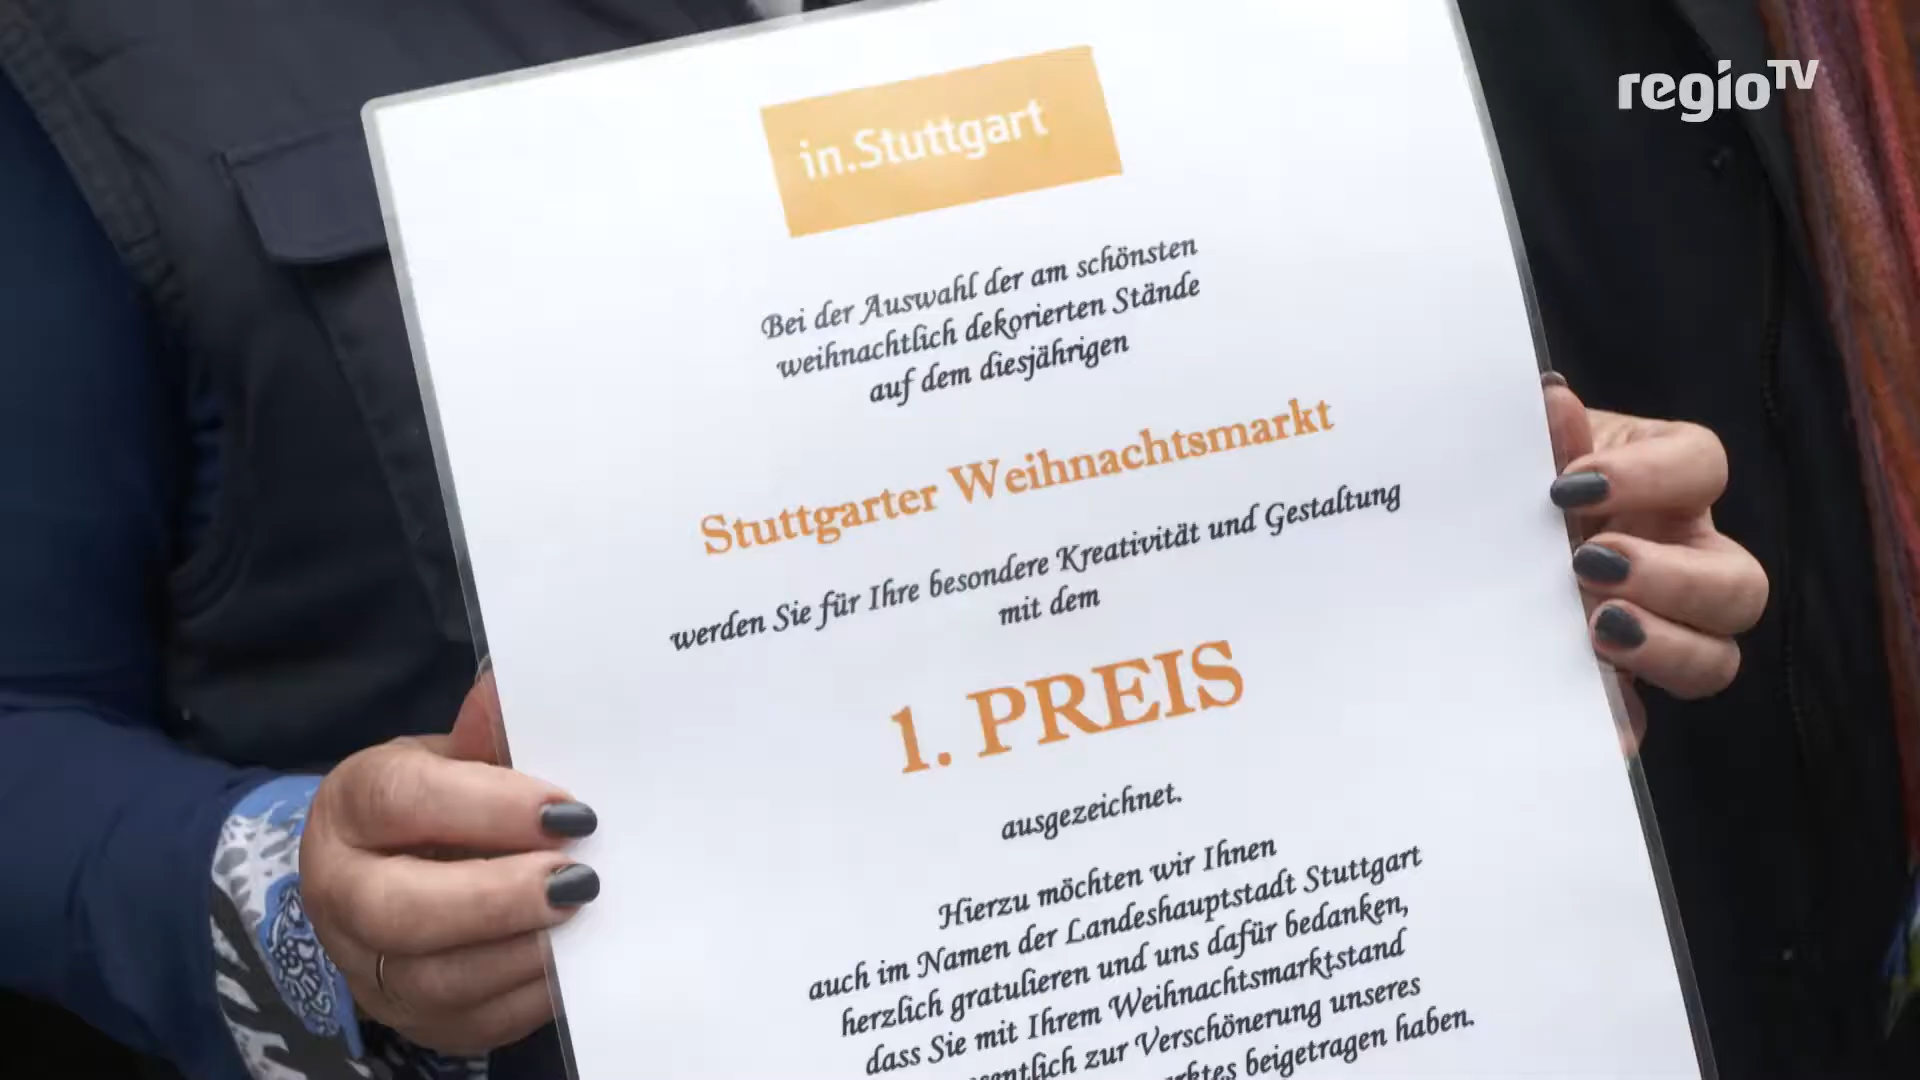 regioTV
in.Stuttgart
Bei der Auswahl der am schönsten
weihnachtlich dekorierten Stände
auf dem diesjährigen
Stuttgarter Weihnachtsmarkt
werden Sie für Ihre besondere Kreativität und Gestaltung
mit dem
1. PREIS
ausgezeichnet.
Hierzu möchten wir Ihnen
auch im Namen der Landeshauptstadt Stuttgart
herzlich gratulieren und uns dafür bedanken,
dass Sie mit Ihrem Weihnachtsmarktstand
zur Verschönerung unseres
beigetragen haben.